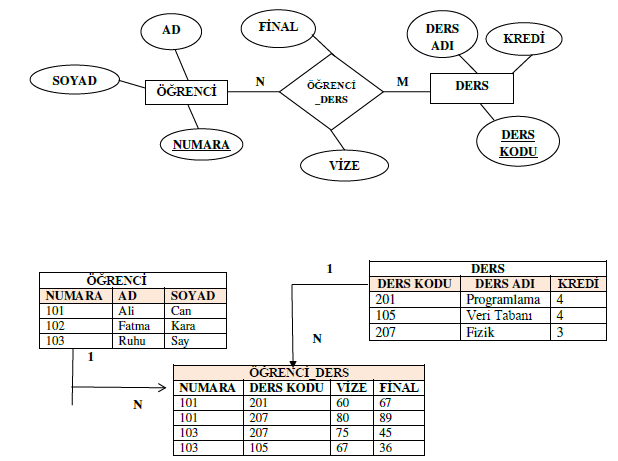 AD
FİNAL
DERS
ADI
KREDİ
SOYAD
ÖĞRENCİ
N
ÖĞRENCİ
_DERS
M
DERS
NUMARA
VİZE
DERS
KODU
ÖĞRENCİ
NUMARA AD SOYAD
101 Ali Can
102 Fatma Kara
103 Ruhu Say
1
1
DERS
DERS KODU DERS ADI KREDİ
201 Programlama 4
105 Veri Tabanı 4
207 Fizik 3
N
N
ÖĞRENCİ_DERS
NUMARA DERS KODU VİZE FİNAL
101 201 60 67
101 207 80 89
103 207 75 45
103 105 67 36